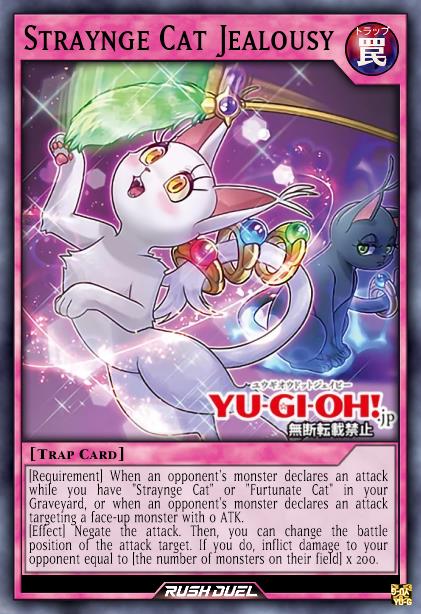 STRAYNGE CAT JEALOUSY
トラップ
罠
ユウギオウドットジェイピー
YU-GI-OH!.jp
無断転載禁止
[TRAP CARD]
[Requirement] When an opponent's monster declares an attack
while you have "Straynge Cat" or "Furtunate Cat" in your
Graveyard, or when an opponent's monster declares an attack
targeting a face-up monster with 0 ATK.
[Effect] Negate the attack. Then, you can change the battle
position of the attack target. If you do, inflict damage to your
opponent equal to [the number of monsters on their field] x 200.
RUSH DUEL